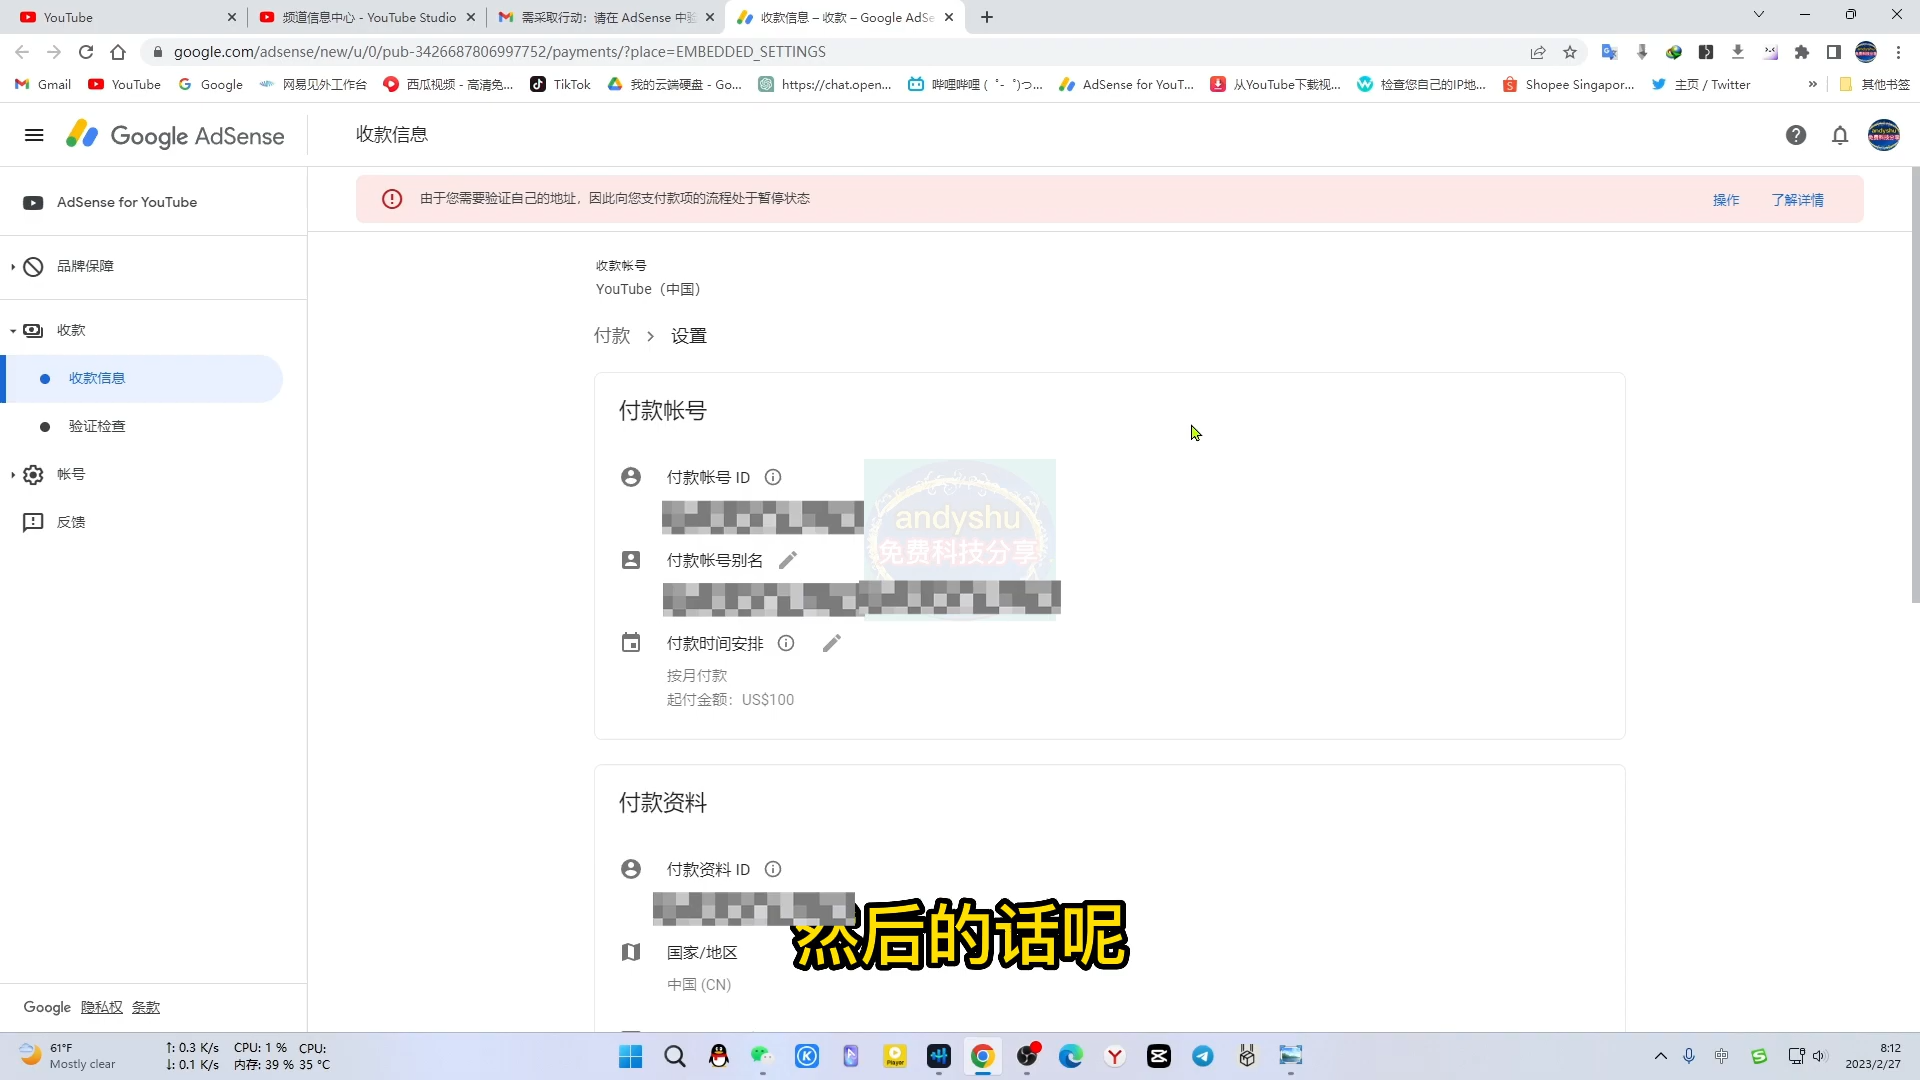 YouTube
频道信息中心 - YouTube Studio
需采取行动：请在 AdSense 中验
收款信息 – 收款 – Google AdSe
google.com/adsense/new/u/0/pub-3426687806997752/payments/?place=EMBEDDED_SETTINGS
Gmail
YouTube
Google
网易见外工作台
西瓜视频 - 高清免...
TikTok
我的云端硬盘 - Go...
https://chat.open...
哔哩哔哩 ( ゜- ゜)つ...
AdSense for YouT...
从YouTube下载视...
检查您自己的IP地...
Shopee Singapor...
主页 / Twitter
»
其他书签
Google AdSense
收款信息
AdSense for YouTube
由于您需要验证自己的地址，因此向您支付款项的流程处于暂停状态
操作
了解详情
品牌保障
收款
收款信息
验证检查
帐号
反馈
收款帐号
YouTube（中国）
付款 > 设置
付款帐号
付款帐号 ID
andyshu
免费科技分享
付款帐号别名
付款时间安排
按月付款
起付金额：US$100
付款资料
付款资料 ID
然后的话呢
国家/地区
中国 (CN)
Google 隐私权 条款
61°F
Mostly clear
↑: 0.3 K/s CPU: 1 % CPU:
↓: 0.1 K/s 内存: 39 % 35 °C
Player
中
8:12
2023/2/27